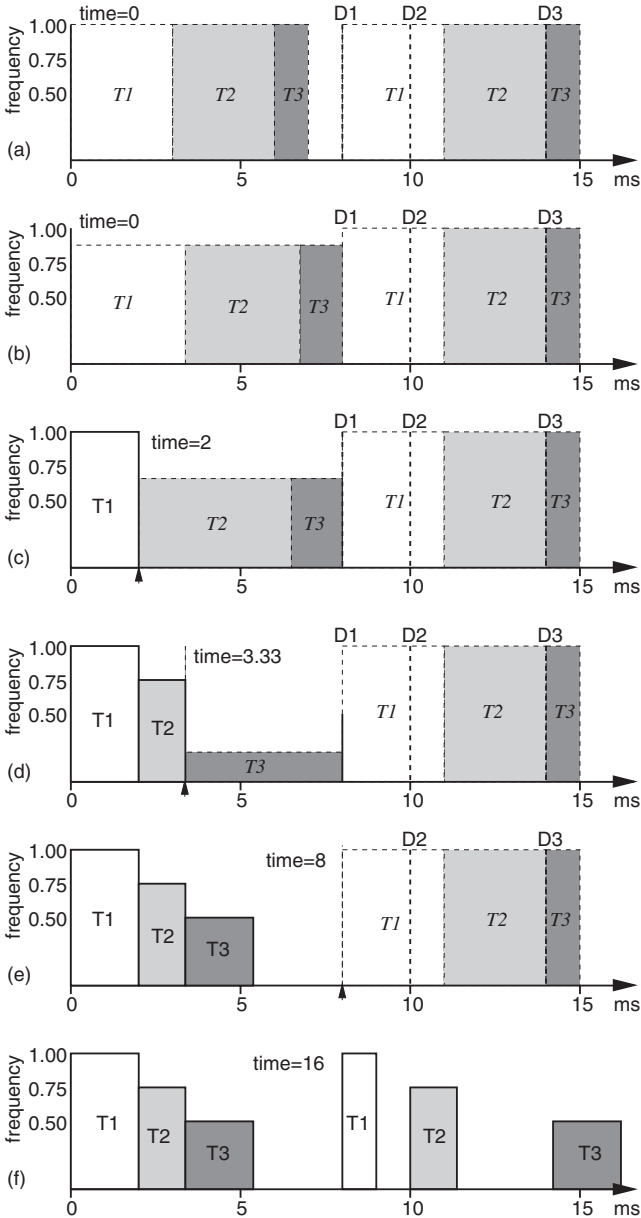 time=0 D1 D2 D3
1.00
0.75
0.50
frequency
T1 T2 T3 T1 T2 T3
(a)
0 5 10 15 ms
time=0 D1 D2 D3
1.00
0.75
0.50
frequency
T1 T2 T3 T1 T2 T3
(b)
0 5 10 15 ms
time=2 D1 D2 D3
1.00
0.75
0.50
frequency
T1 T2 T3 T1 T2 T3
(c)
0 5 10 15 ms
time=3.33 D1 D2 D3
1.00
0.75
0.50
frequency
T1 T2 T3 T1 T2 T3
(d)
0 5 10 15 ms
time=8 D2 D3
1.00
0.75
0.50
frequency
T1 T2 T3 T1 T2 T3
(e)
0 5 10 15 ms
time=16
1.00
0.75
0.50
frequency
T1 T2 T3 T1 T2 T3
(f)
0 5 10 15 ms